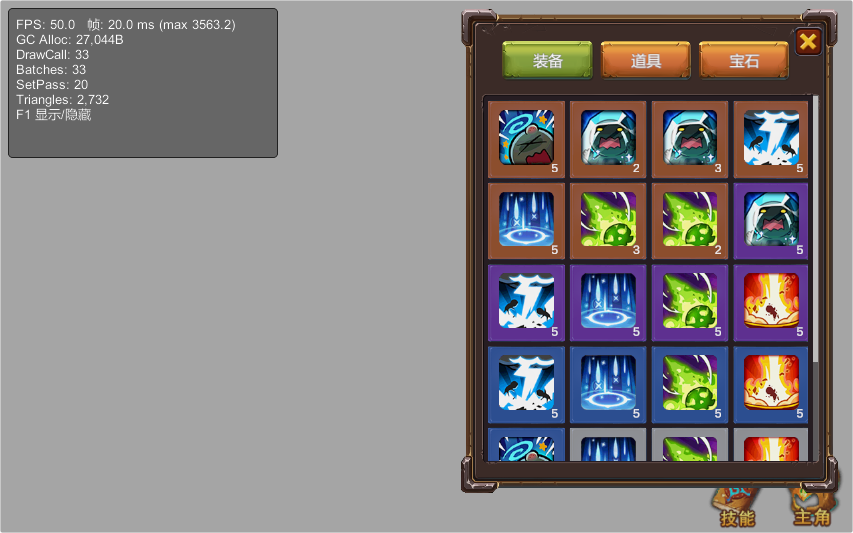 FPS: 50.0 帧: 20.0 ms (max 3563.2)
GC Alloc: 27,044B
DrawCall: 33
Batches: 33
SetPass: 20
Triangles: 2,732
F1 显示/隐藏
装备 道具 宝石
5 2 3 5
5 3 2 5
5 5 5 5
5 5 5 5
技能 主角